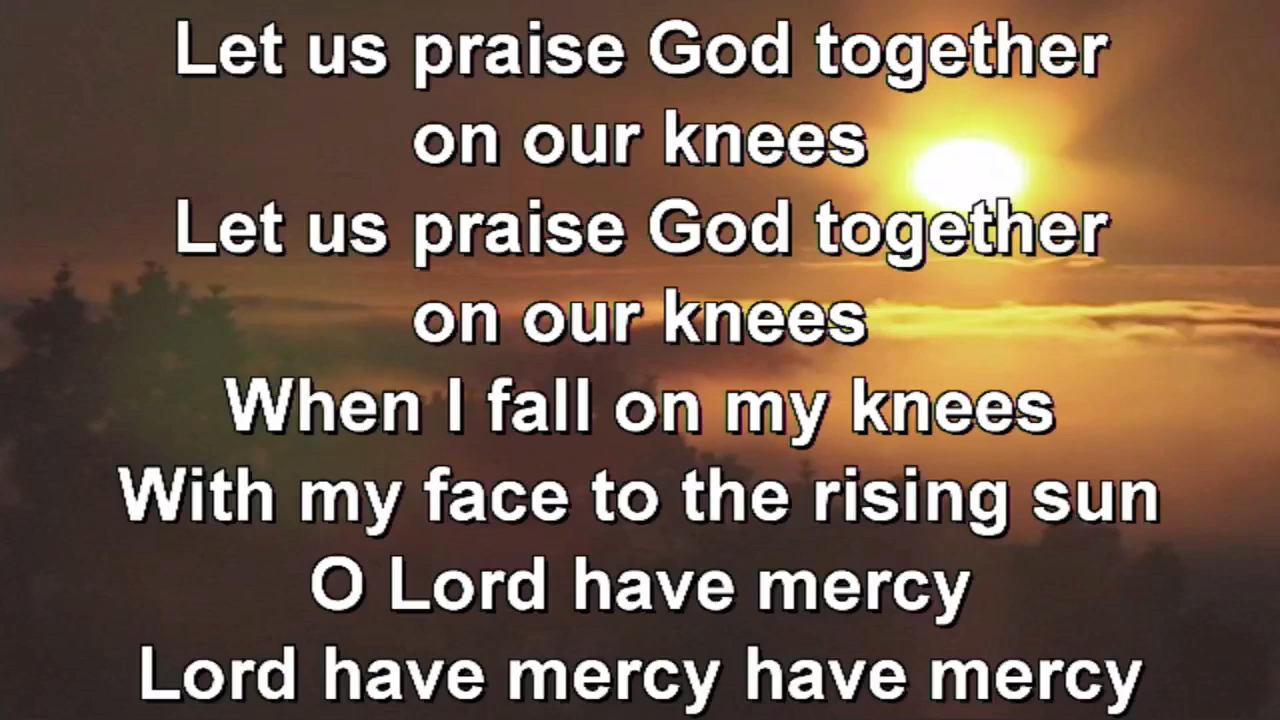 Let us praise God together
on our knees
Let us praise God together
on our knees
When I fall on my knees
With my face to the rising sun
O Lord have mercy
Lord have mercy have mercy